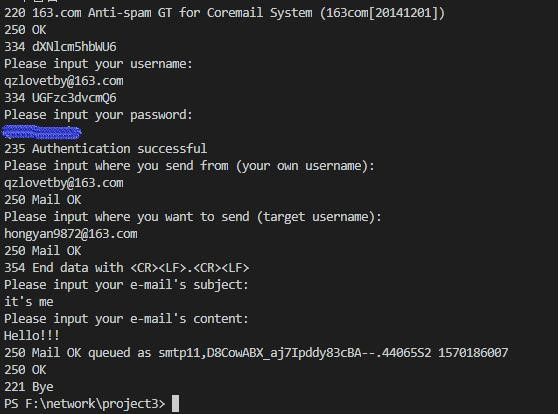 220 163.com Anti-spam GT for Coremail System (163com[20141201])
250 OK
334 dXNlcm5hbWU6
Please input your username:
qzlovetby@163.com
334 UGFzc3dvcmQ6
Please input your password:
235 Authentication successful
Please input where you send from (your own username):
qzlovetby@163.com
250 Mail OK
Please input where you want to send (target username):
hongyan9872@163.com
250 Mail OK
354 End data with <CR><LF>.<CR><LF>
Please input your e-mail's subject:
it's me
Please input your e-mail's content:
Hello!!!
250 Mail OK queued as smtp11,D8CowABX_aj7Ipddy83cBA--.44065S2 1570186007
250 OK
221 Bye
PS F:\network\project3>